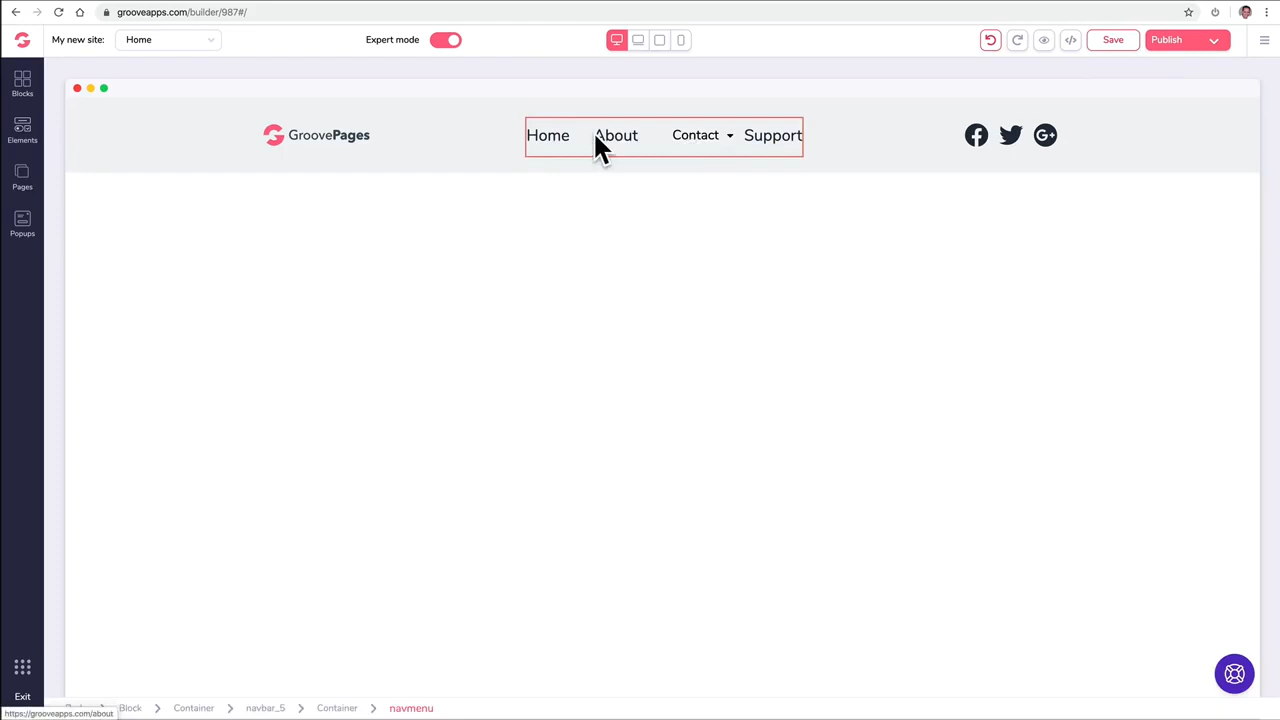 grooveapps.com/builder/987#/
My new site:
Home
Expert mode
Save
Publish
Blocks
Elements
Pages
Popups
GroovePages
Home About Contact Support
G+
Exit
Block Container navbar_5 Container navmenu
https://grooveapps.com/about